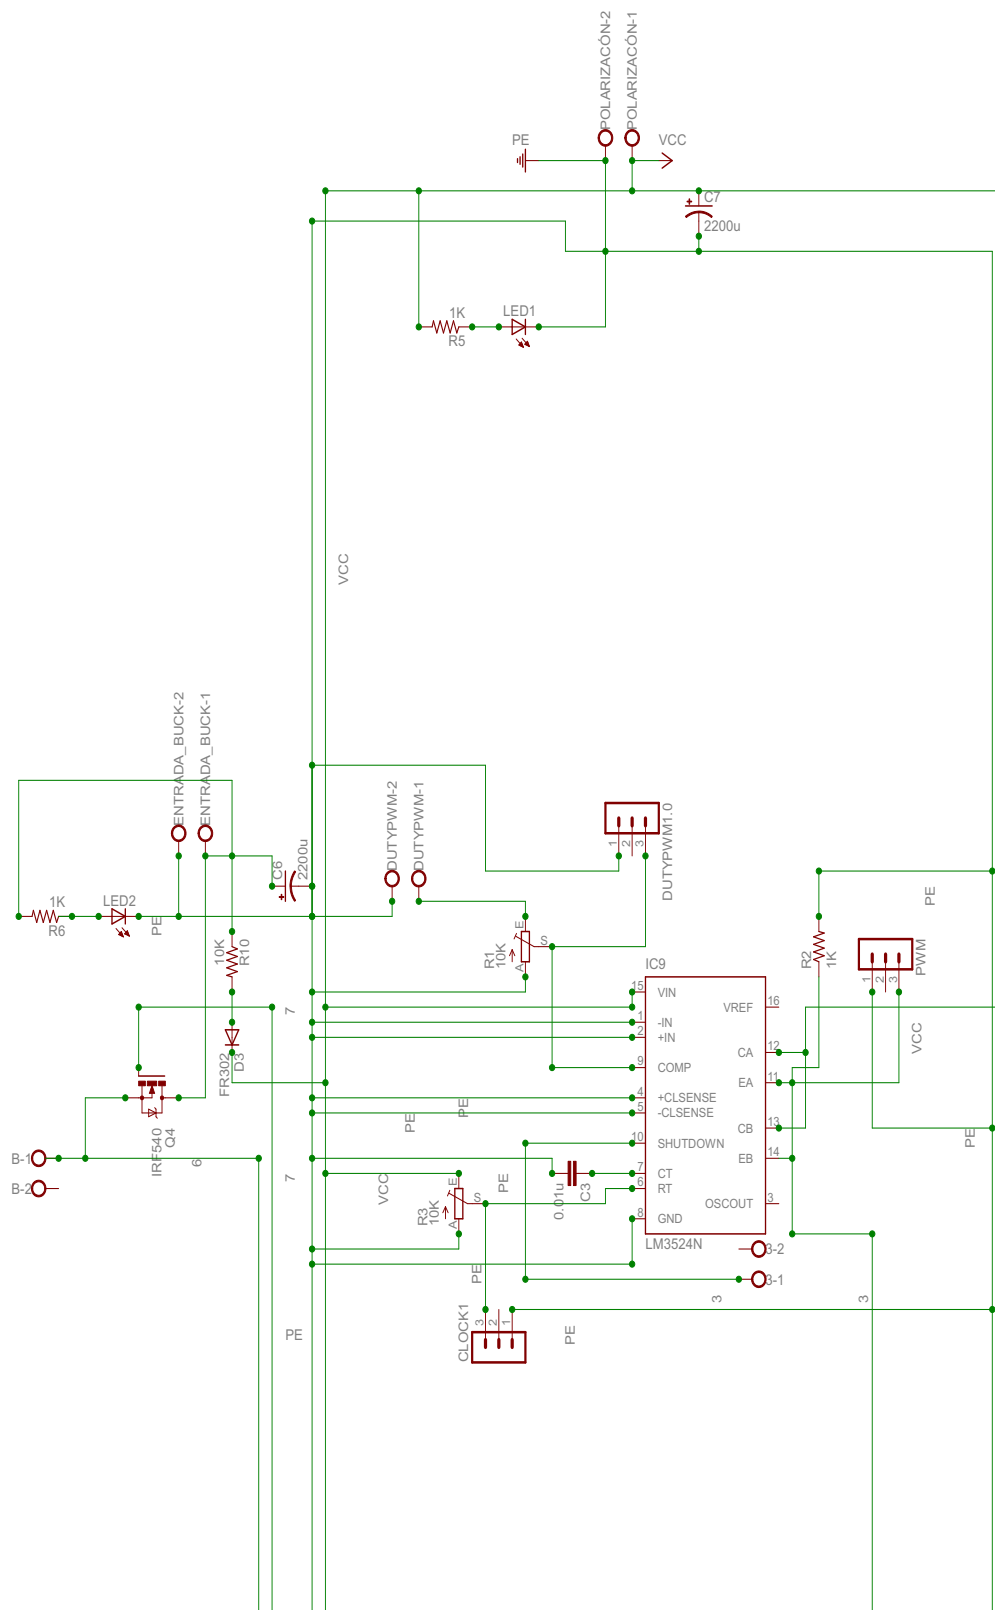 POLARIZACÓN-2
POLARIZACÓN-1
PE
VCC
C7
+
2200u
1K
LED1
R5
VCC
ENTRADA_BUCK-2
ENTRADA_BUCK-1
DUTYPWM-2
DUTYPWM-1
1
2
3
DUTYPWM1.0
C6
2200u
+
1K
LED2
R6
PE
10K
R10
R1
10K
E
S
A
PE
R2
1K
1
2
3
PWM
VCC
IC9
15 VIN
VREF 16
1 -IN
2 +IN
CA 12
9 COMP
EA 11
4 +CLSENSE
5 -CLSENSE
CB 13
10 SHUTDOWN
EB 14
7 CT
6 RT
OSCOUT 3
8 GND
LM3524N
7
FR302
D3
PE
PE
PE
IRF540
Q4
6
B-1
B-2
7
VCC
PE
0.01u
C3
R3
10K
E
S
A
3-2
3-1
PE
3
3
CLOCK1
3
2
1
PE
PE